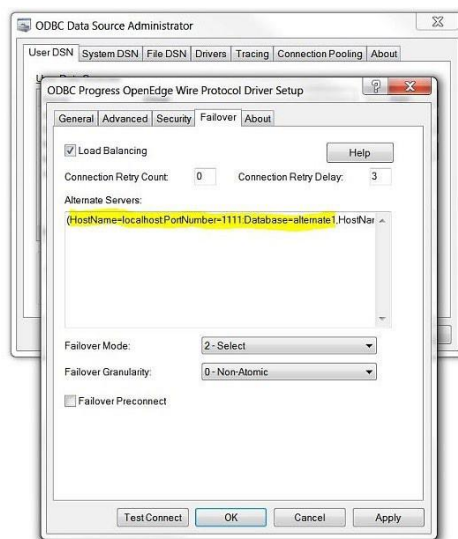 ODBC Data Source Administrator
User DSN System DSN File DSN Drivers Tracing Connection Pooling About
ODBC Progress OpenEdge Wire Protocol Driver Setup
General Advanced Security Failover About
Load Balancing
Help
Connection Retry Count: 0 Connection Retry Delay: 3
Alternate Servers:
(HostName=localhost:PortNumber=1111:Database=alternate1,HostNar
Failover Mode: 2 - Select
Failover Granularity: 0 - Non-Atomic
Failover Preconnect
Test Connect OK Cancel Apply